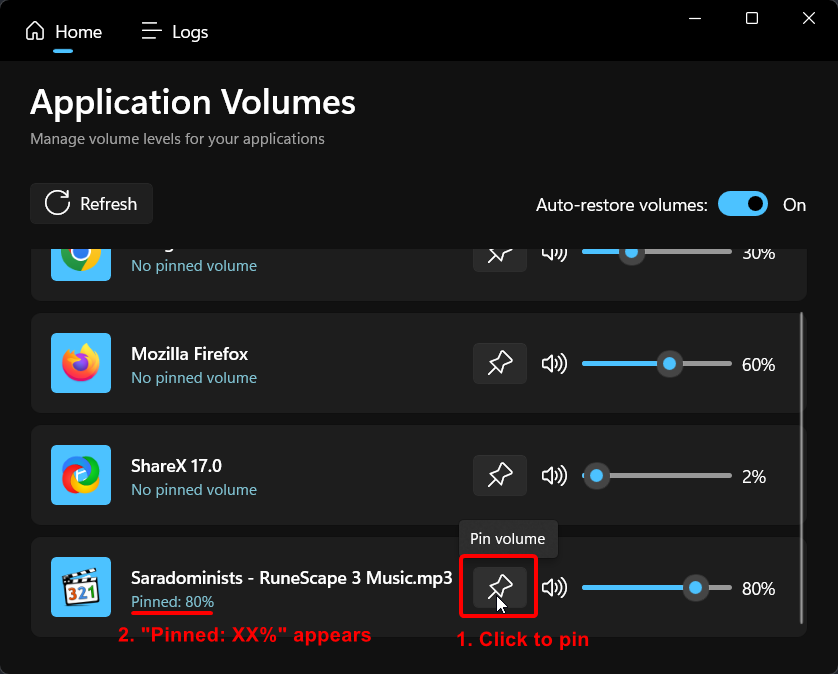 Home
Logs
Application Volumes
Manage volume levels for your applications
Refresh
Auto-restore volumes:
On
No pinned volume
30%
Mozilla Firefox
No pinned volume
60%
ShareX 17.0
No pinned volume
2%
Pin volume
321
Saradominists - RuneScape 3 Music.mp3
Pinned: 80%
80%
2. "Pinned: XX%" appears
1. Click to pin